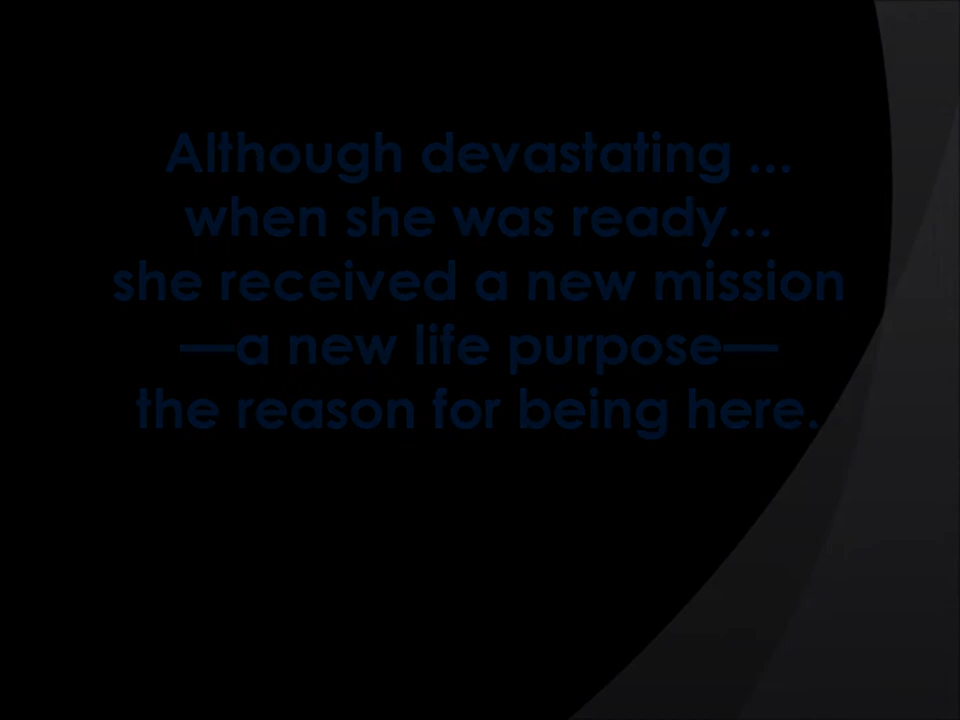 Although devastating ...
when she was ready...
she received a new mission
—a new life purpose—
the reason for being here.